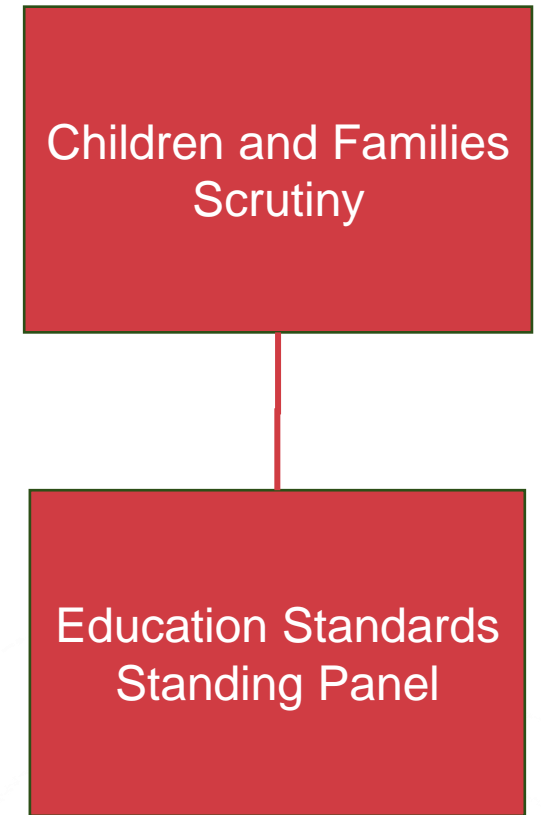 Children and Families
Scrutiny
Education Standards
Standing Panel